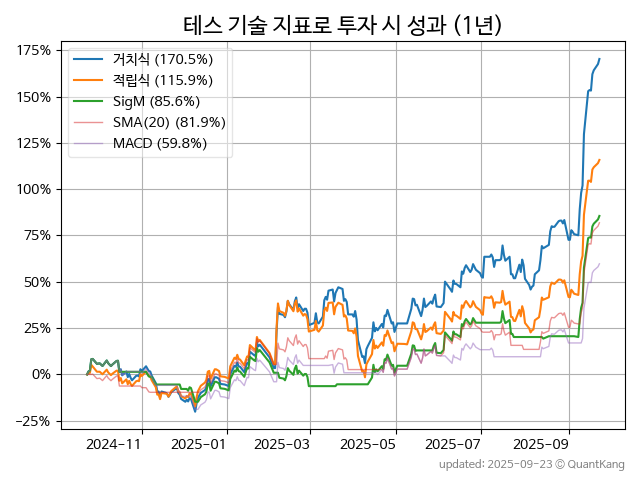 테스 기술 지표로 투자 시 성과 (1년)
175%
150%
125%
100%
75%
50%
25%
0%
−25%
거치식 (170.5%)
적립식 (115.9%)
SigM (85.6%)
SMA(20) (81.9%)
MACD (59.8%)
2024-11
2025-01
2025-03
2025-05
2025-07
2025-09
updated: 2025-09-23 © QuantKang